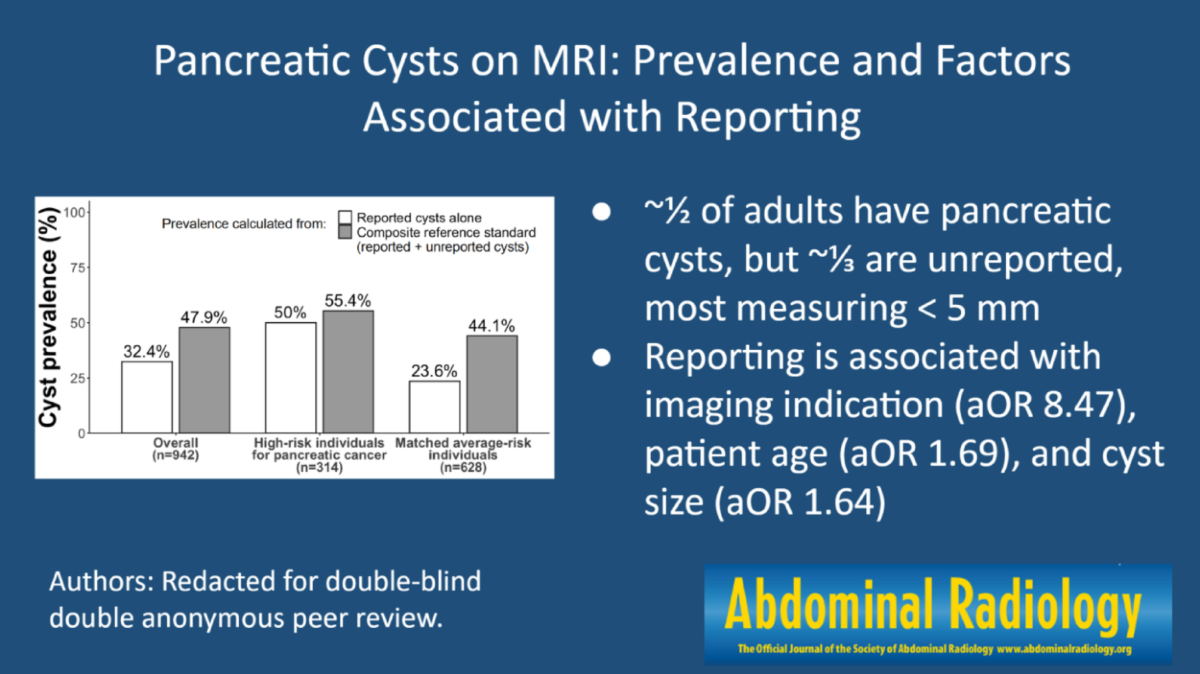 Pancreatic Cysts on MRI: Prevalence and Factors
Associated with Reporting
Cyst prevalence (%)
100
75
50
25
0
Prevalence calculated from:
Reported cysts alone
Composite reference standard
(reported + unreported cysts)
32.4%
47.9%
50%
55.4%
23.6%
44.1%
Overall
(n=942)
High-risk individuals
for pancreatic cancer
(n=314)
Matched average-risk
individuals
(n=628)
● ~½ of adults have pancreatic
cysts, but ~⅓ are unreported,
most measuring < 5 mm
● Reporting is associated with
imaging indication (aOR 8.47),
patient age (aOR 1.69), and cyst
size (aOR 1.64)
Authors: Redacted for double-blind
double anonymous peer review.
Abdominal Radiology
The Official Journal of the Society of Abdominal Radiology www.abdominalradiology.org